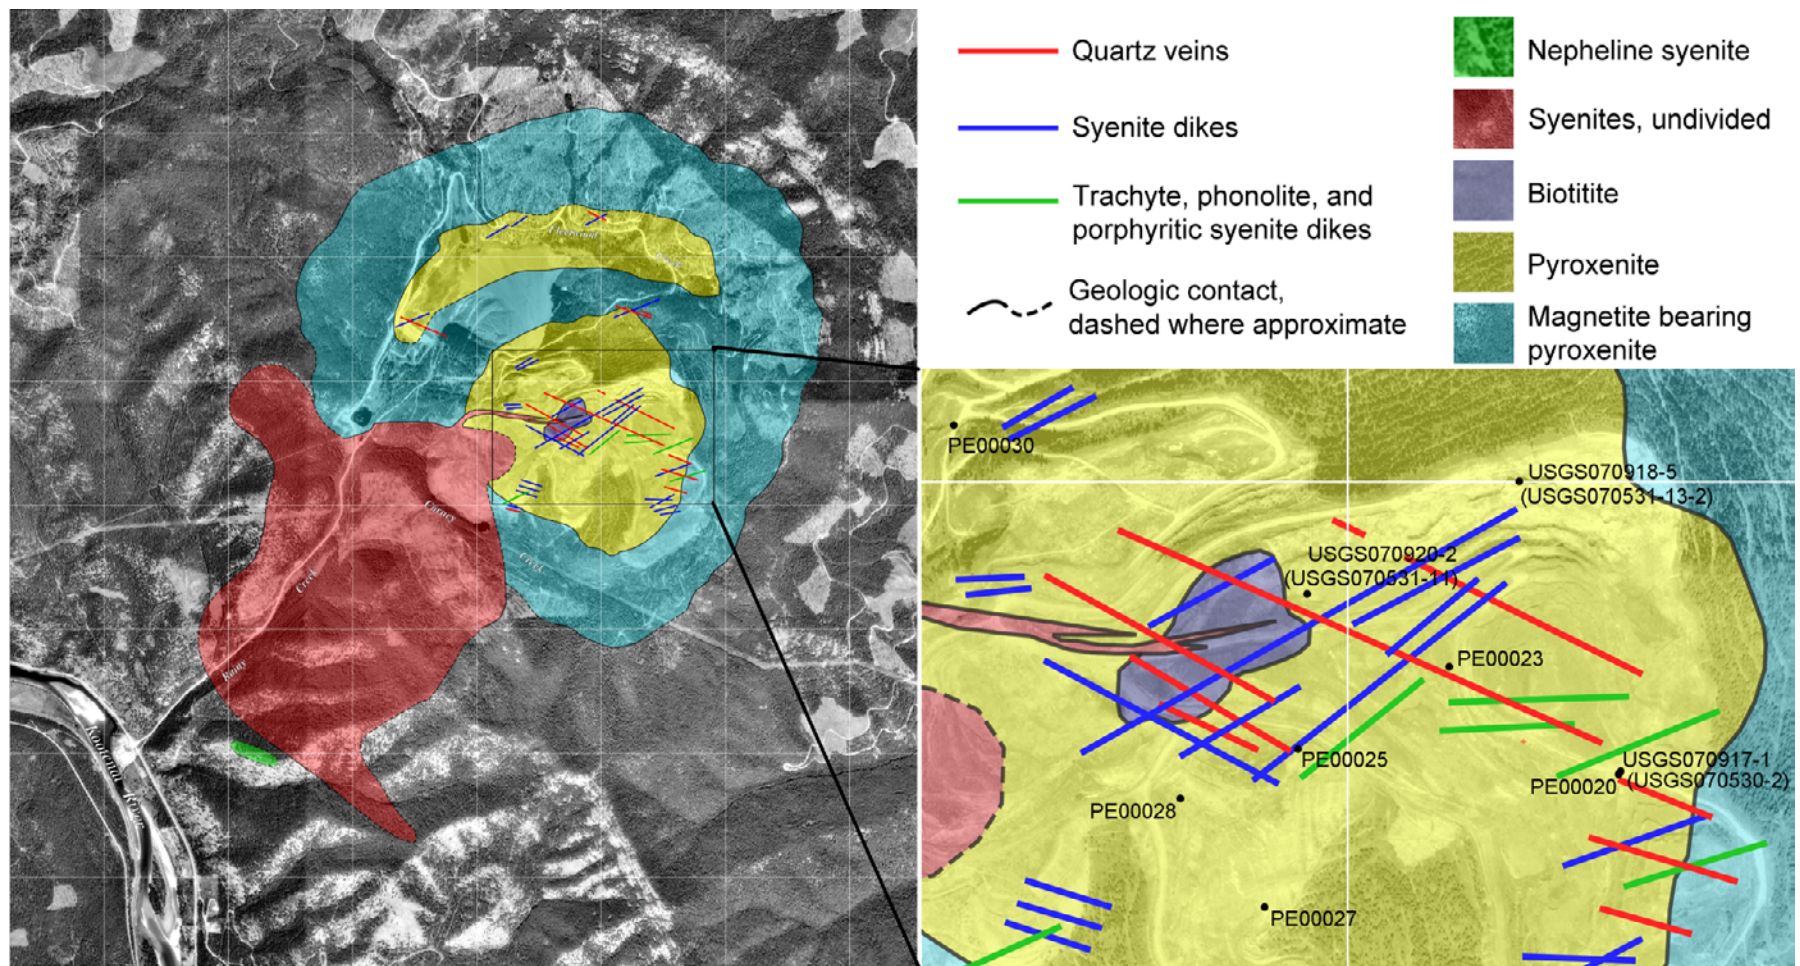 Quartz veins
Syenite dikes
Trachyte, phonolite, and
porphyritic syenite dikes
Geologic contact,
dashed where approximate
Nepheline syenite
Syenites, undivided
Biotitite
Pyroxenite
Magnetite bearing
pyroxenite
Fleetwood
Creek
Carney
Creek
Rainy
Creek
Kootenai River
PE00030
USGS070918-5
(USGS070531-13-2)
USGS070920-2
(USGS070531-11)
PE00023
PE00025
USGS070917-1
PE00020
(USGS070530-2)
PE00028
PE00027